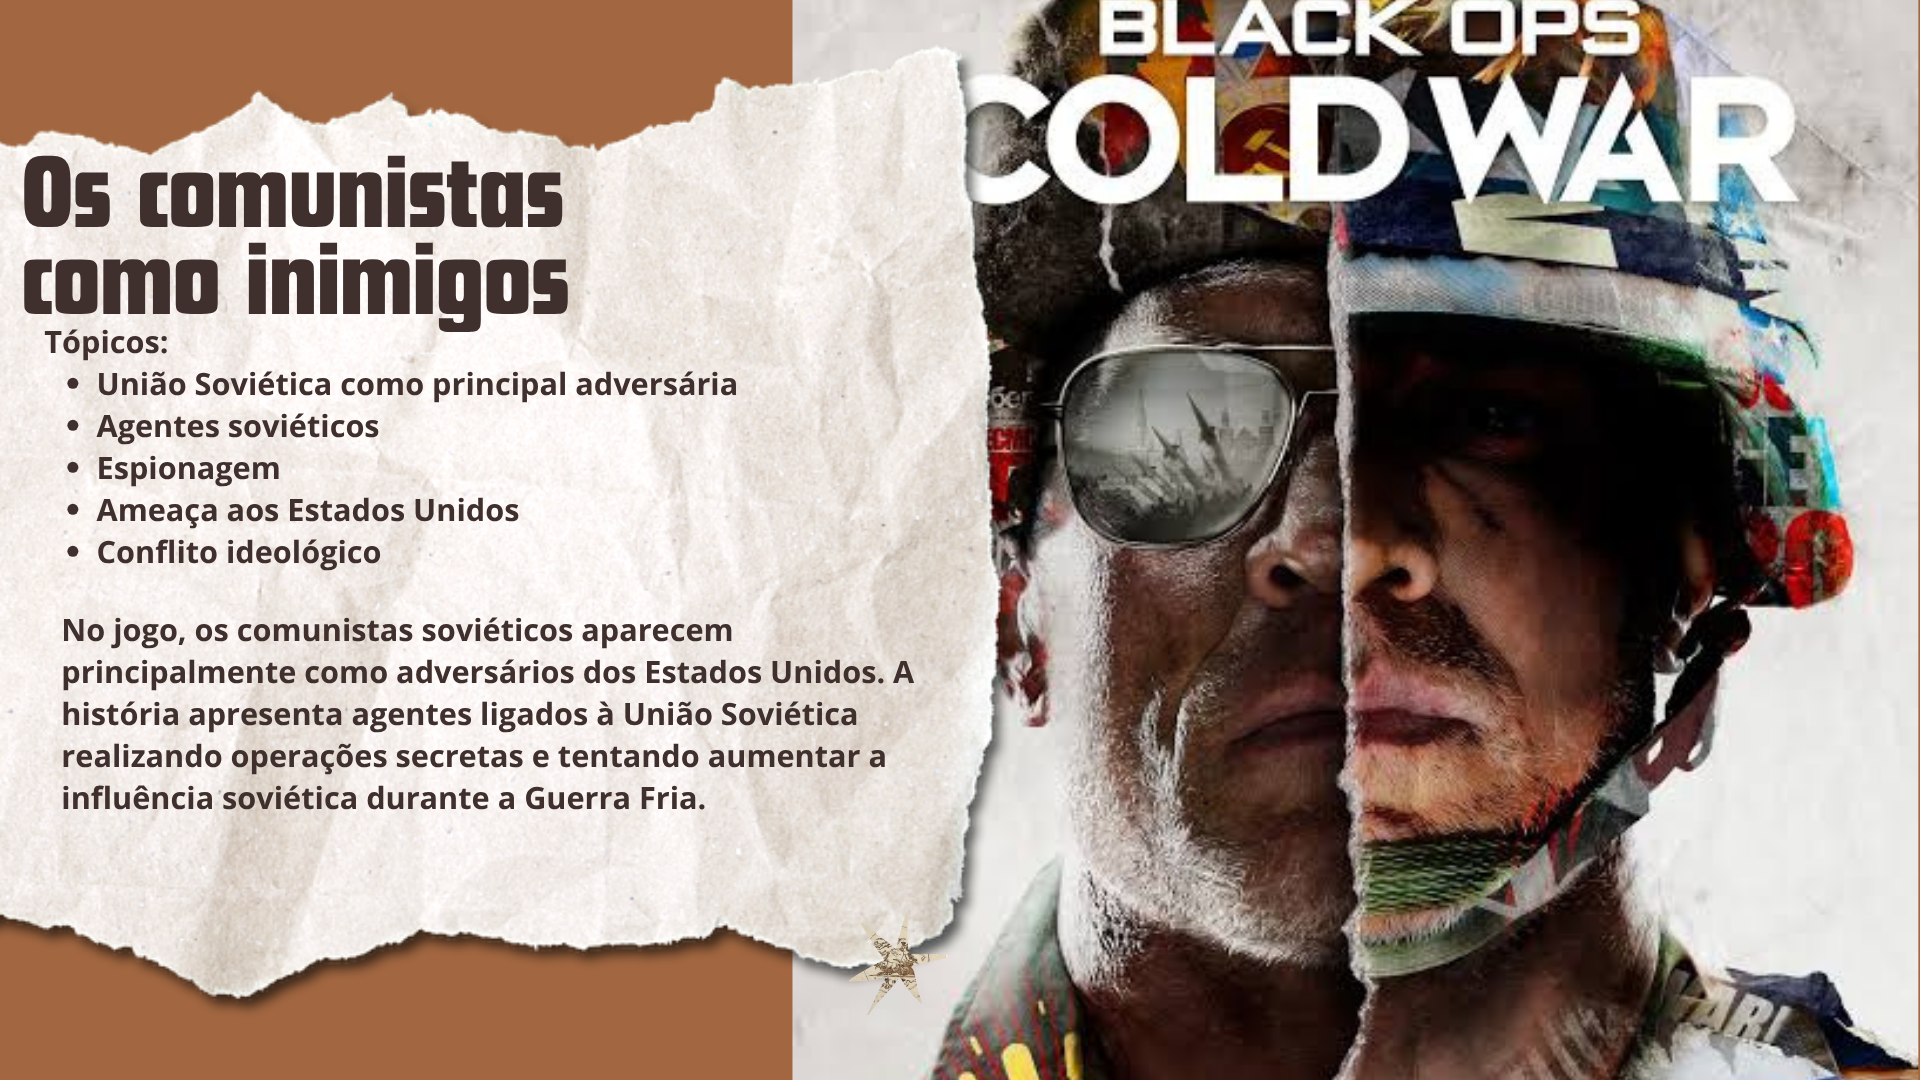 Os comunistas
como inimigos
Tópicos:
• União Soviética como principal adversária
• Agentes soviéticos
• Espionagem
• Ameaça aos Estados Unidos
• Conflito ideológico
No jogo, os comunistas soviéticos aparecem
principalmente como adversários dos Estados Unidos. A
história apresenta agentes ligados à União Soviética
realizando operações secretas e tentando aumentar a
influência soviética durante a Guerra Fria.
BLACK OPS
COLD WAR